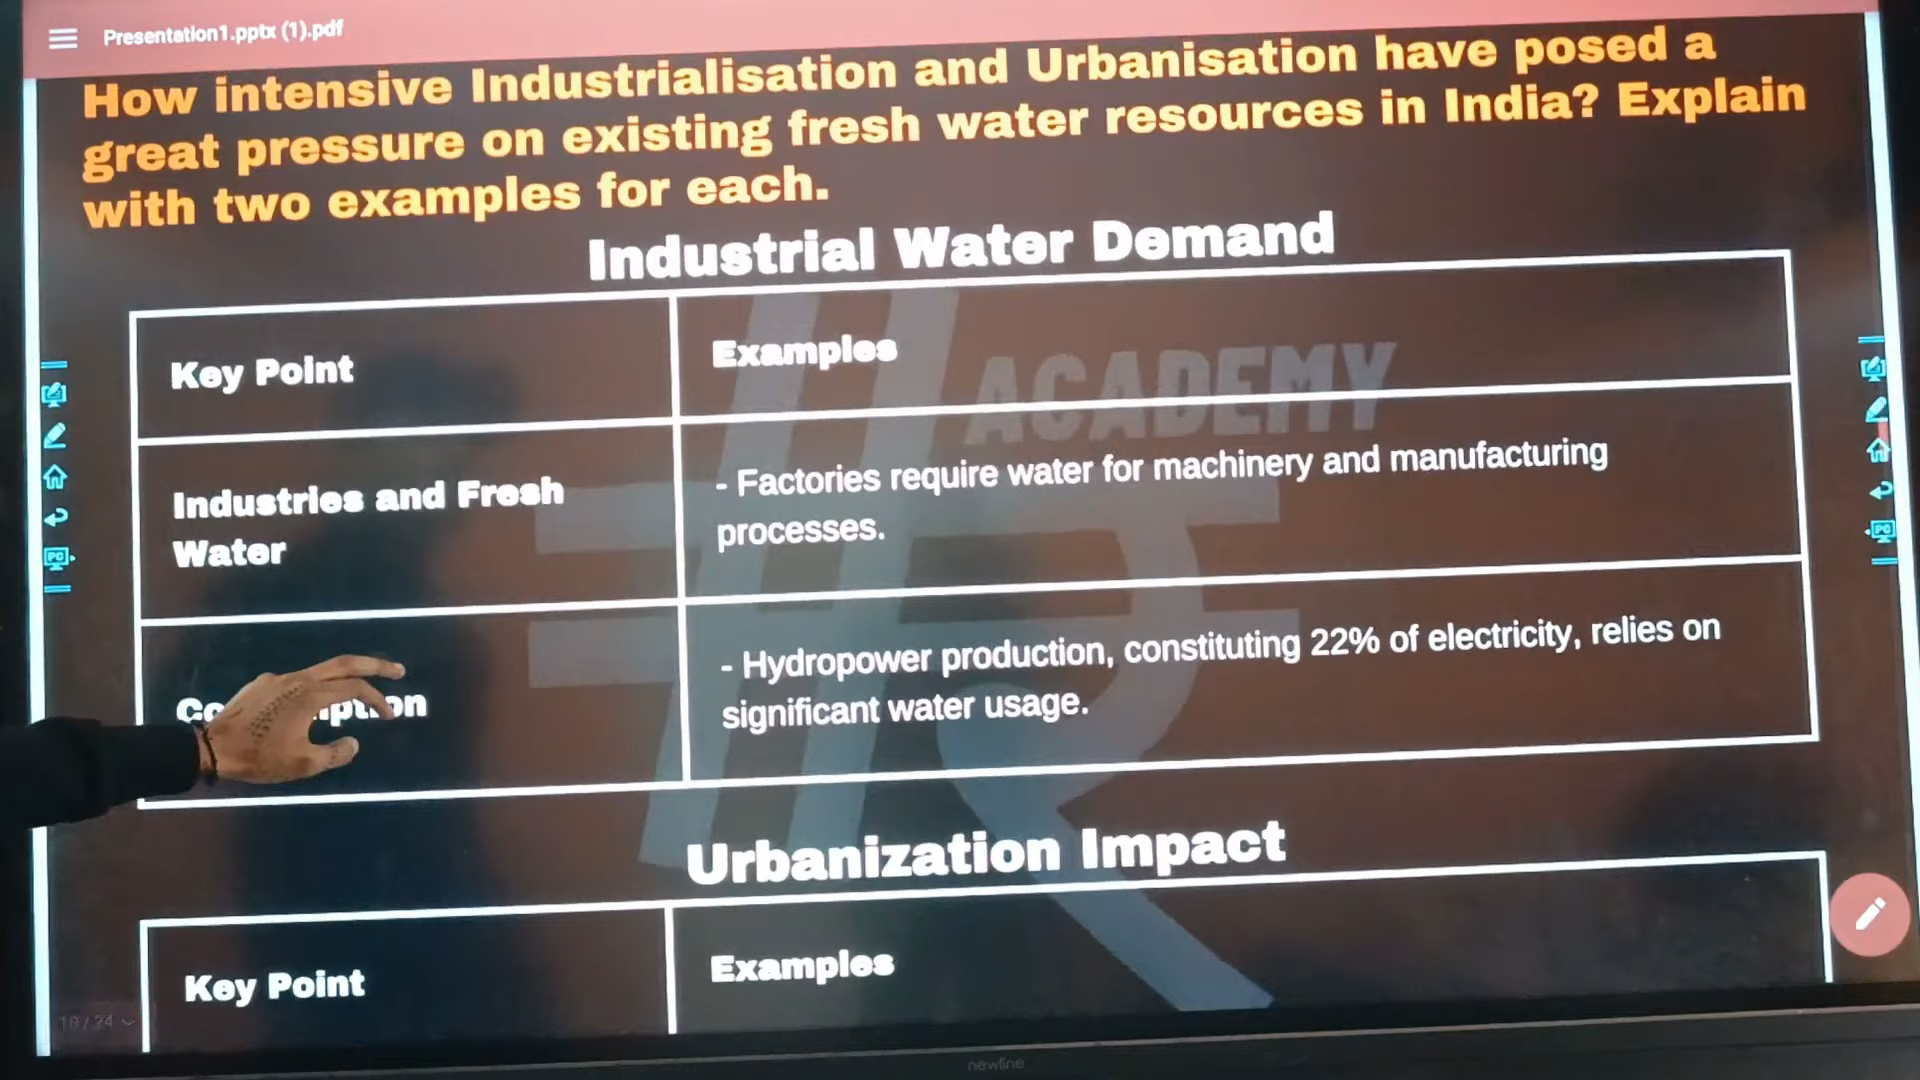 Presentation1.pptx (1).pdf
How intensive Industrialisation and Urbanisation have posed a
great pressure on existing fresh water resources in India? Explain
with two examples for each.
Industrial Water Demand
Key Point
Examples
ACADEMY
Industries and Fresh
Water
- Factories require water for machinery and manufacturing
processes.
- Hydropower production, constituting 22% of electricity, relies on
significant water usage.
Urbanization Impact
Key Point
Examples
PC
PC
newline